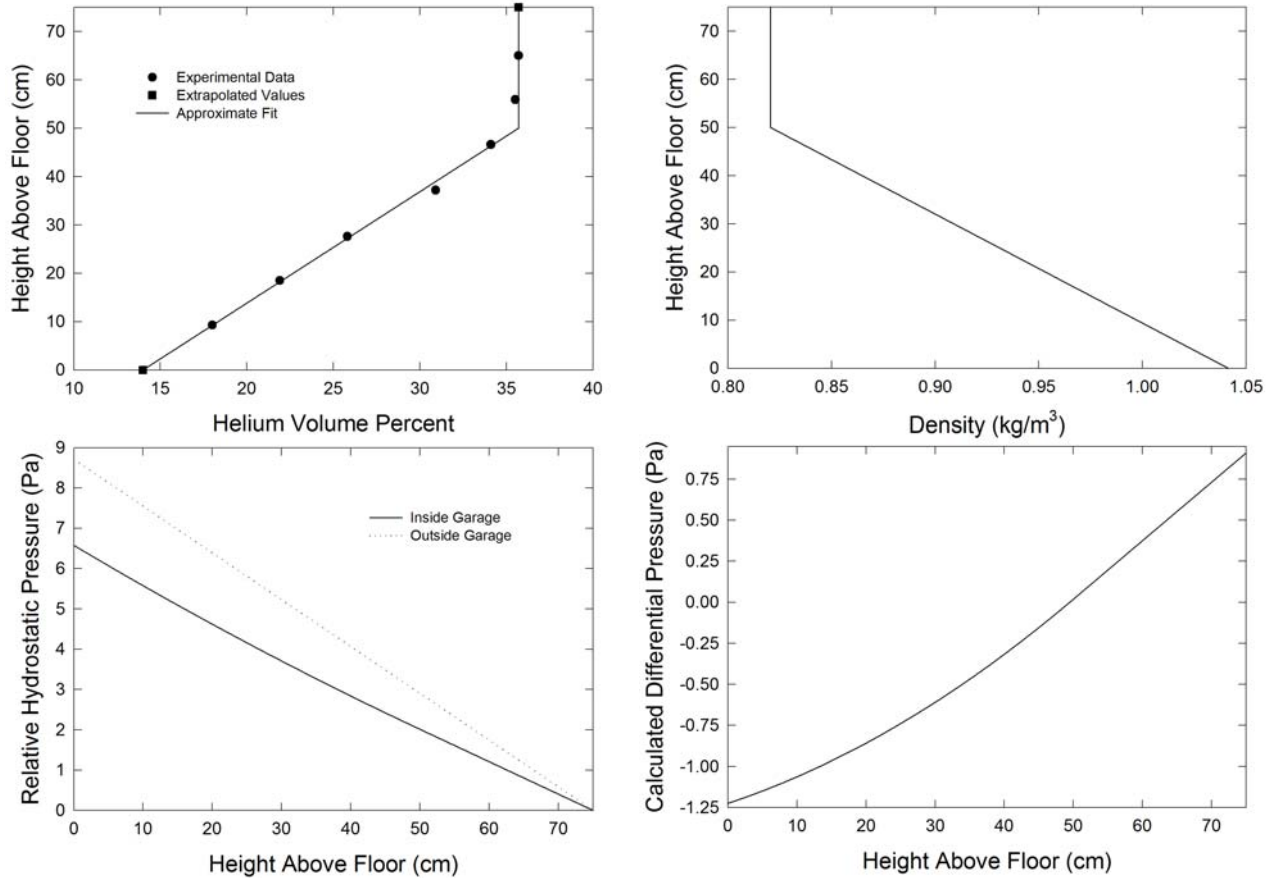 70
60
50
40
30
20
10
0
Height Above Floor (cm)
Experimental Data
Extrapolated Values
Approximate Fit
10 15 20 25 30 35 40
Helium Volume Percent
70
60
50
40
30
20
10
0
Height Above Floor (cm)
0.80 0.85 0.90 0.95 1.00 1.05
Density (kg/m³)
9
8
7
6
5
4
3
2
1
0
Relative Hydrostatic Pressure (Pa)
Inside Garage
Outside Garage
0 10 20 30 40 50 60 70
Height Above Floor (cm)
0.75
0.50
0.25
0.00
-0.25
-0.50
-0.75
-1.00
-1.25
Calculated Differential Pressure (Pa)
0 10 20 30 40 50 60 70
Height Above Floor (cm)